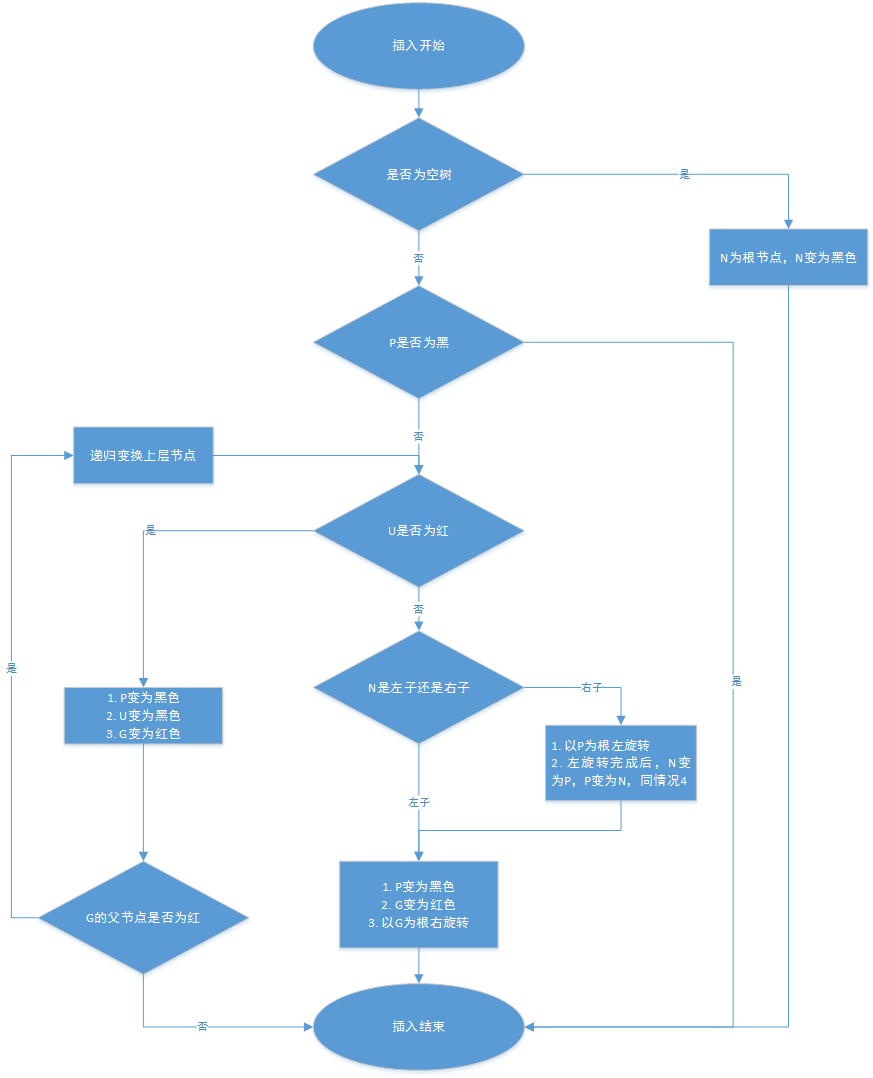 插入开始
是否为空树
是
N为根节点，N变为黑色
否
P是否为黑
否
递归变换上层节点
U是否为红
是
否
N是左子还是右子
右子
是
是
1. P变为黑色
2. U变为黑色
3. G变为红色
1. 以P为根左旋转
2. 左旋转完成后，N变
为P，P变为N，同情况4
左子
1. P变为黑色
2. G变为红色
3. 以G为根右旋转
G的父节点是否为红
否
插入结束